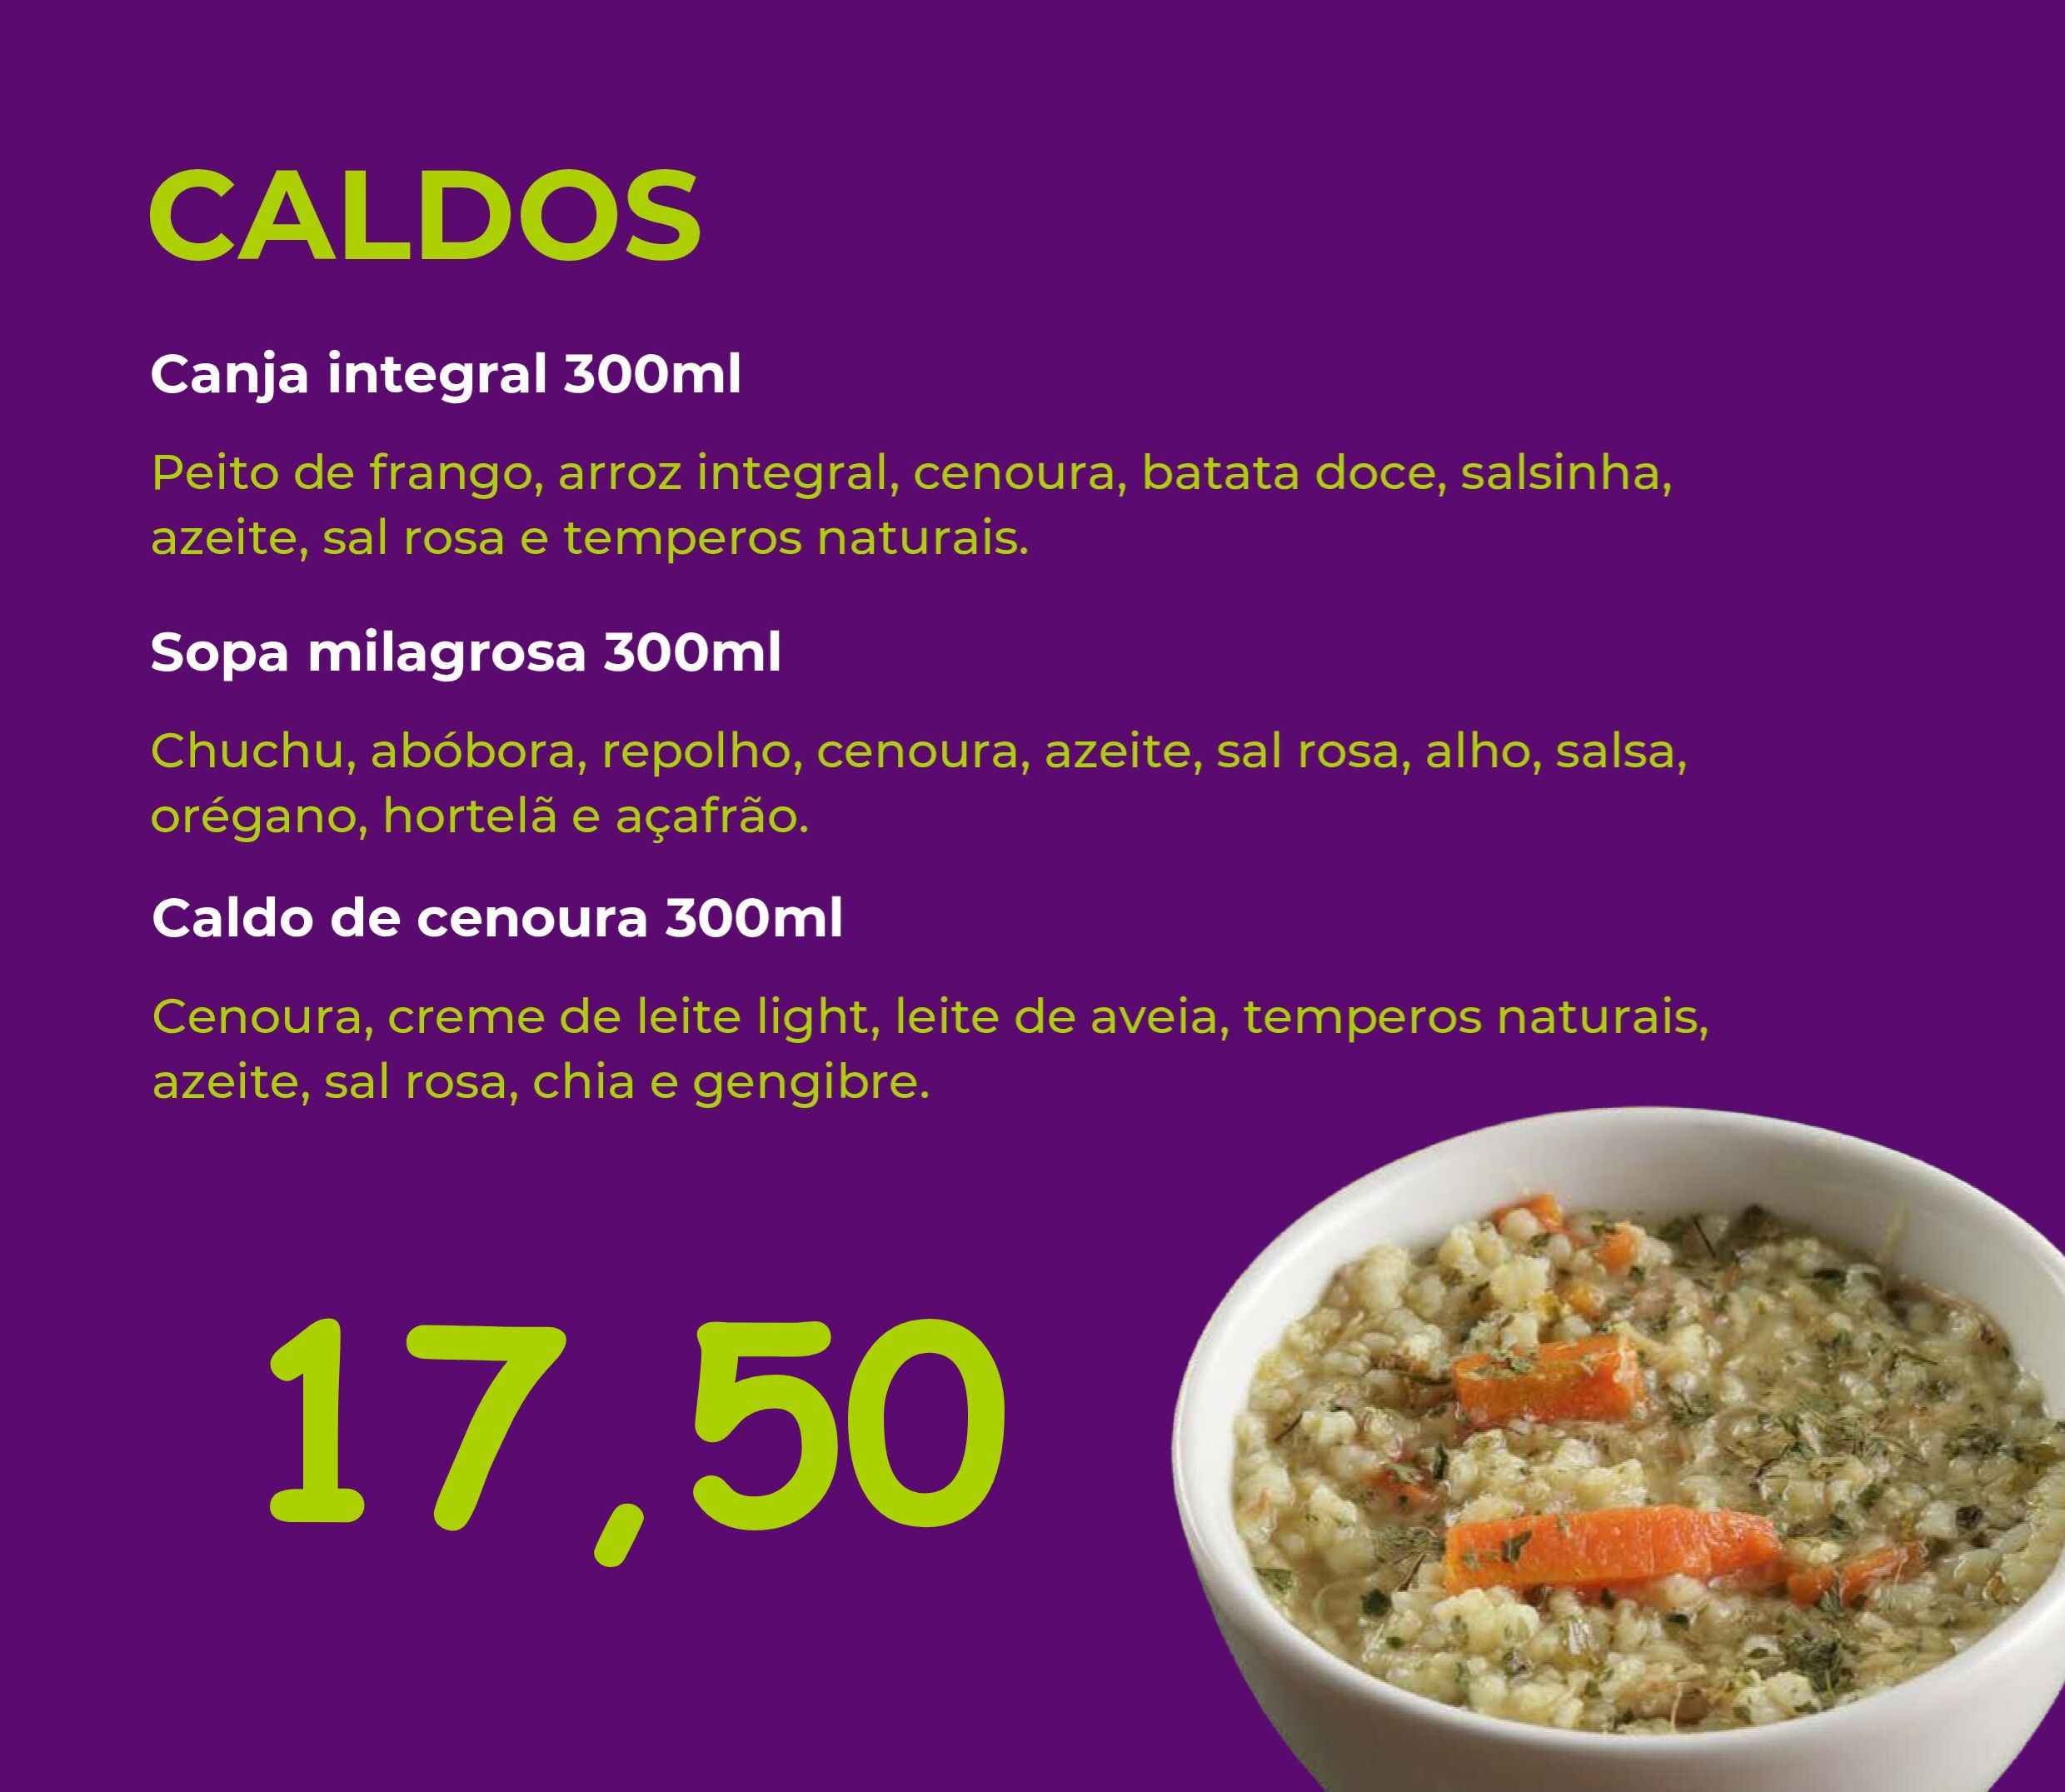 CALDOS
Canja integral 300ml
Peito de frango, arroz integral, cenoura, batata doce, salsinha,
azeite, sal rosa e temperos naturais.
Sopa milagrosa 300ml
Chuchu, abóbora, repolho, cenoura, azeite, sal rosa, alho, salsa,
orégano, hortelã e açafrão.
Caldo de cenoura 300ml
Cenoura, creme de leite light, leite de aveia, temperos naturais,
azeite, sal rosa, chia e gengibre.
17,50